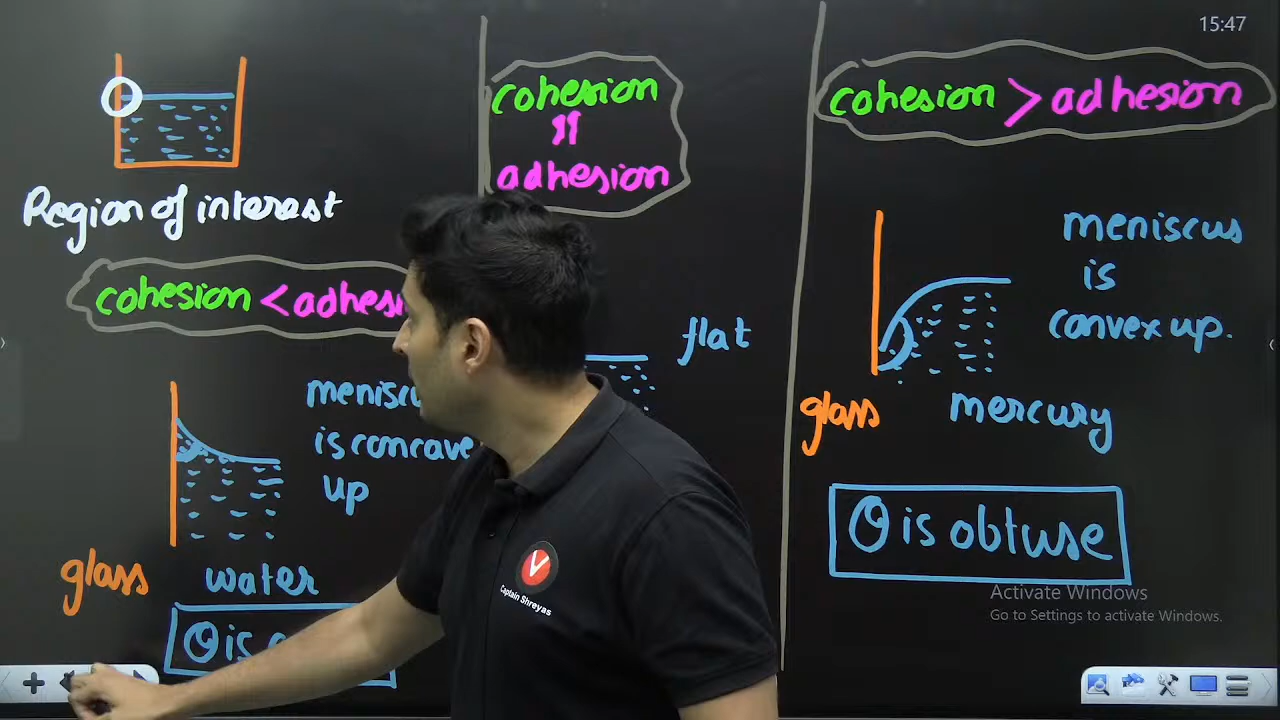 15:47
Region of interest
cohesion < adhesi
meniscu
is concave
up
glass
water
θ is
cohesion
=
adhesion
flat
cohesion > adhesion
meniscus
is
convex up.
glass
mercury
θ is obtuse
Activate Windows
Go to Settings to activate Windows.
Captain Shreyas